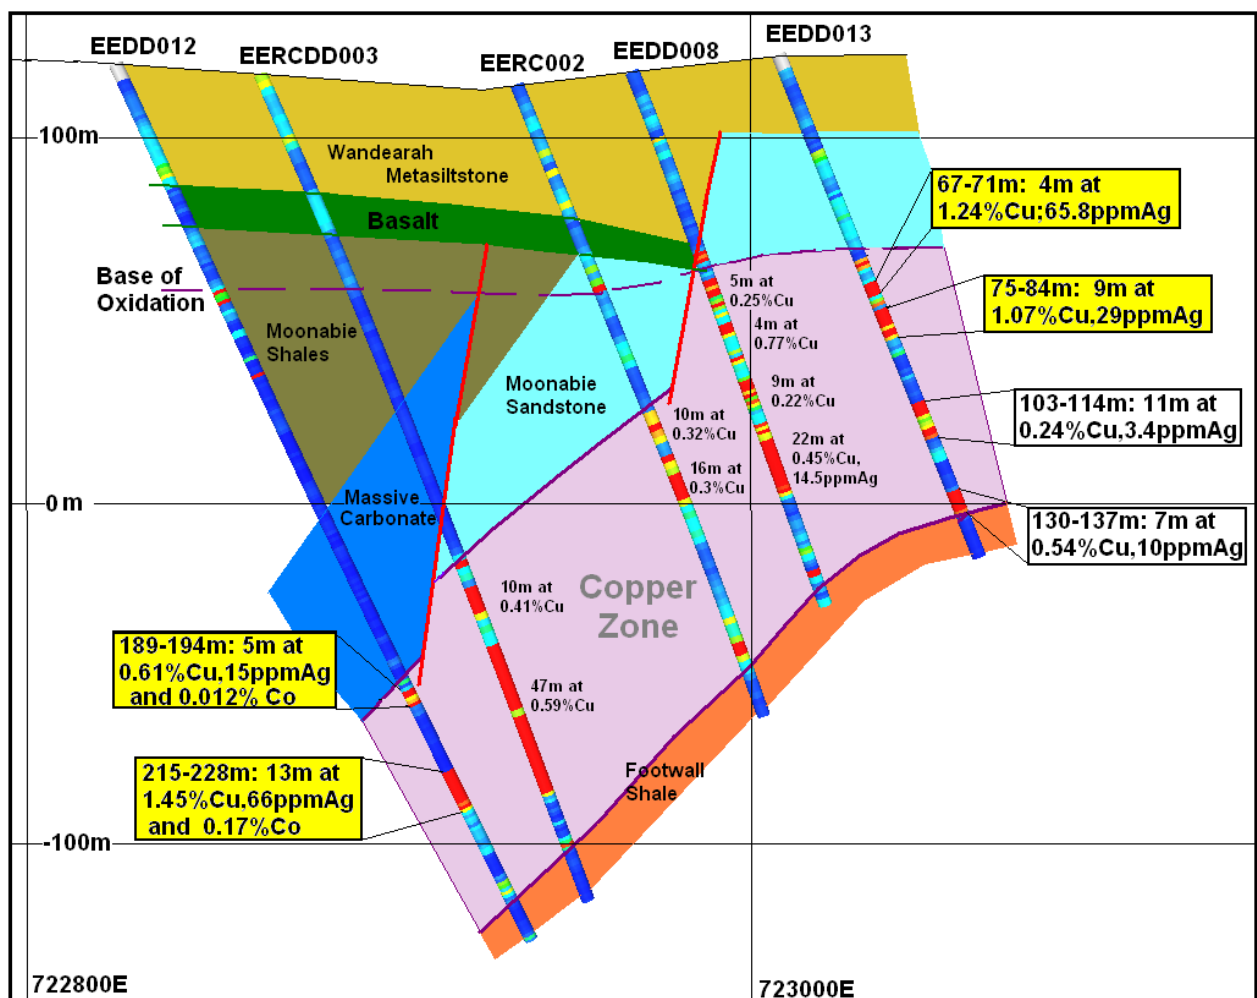 EEDD012
EERCDD003
EERC002
EEDD008
EEDD013
100m
Wandearah
Metasiltstone
Basalt
Base of
Oxidation
Moonabie
Shales
Moonabie
Sandstone
Massive
Carbonate
0 m
Copper
Zone
Footwall
Shale
-100m
67-71m: 4m at
1.24%Cu;65.8ppmAg
75-84m: 9m at
1.07%Cu,29ppmAg
103-114m: 11m at
0.24%Cu,3.4ppmAg
130-137m: 7m at
0.54%Cu,10ppmAg
5m at
0.25%Cu
4m at
0.77%Cu
9m at
0.22%Cu
22m at
0.45%Cu,
14.5ppmAg
10m at
0.32%Cu
16m at
0.3%Cu
10m at
0.41%Cu
47m at
0.59%Cu
189-194m: 5m at
0.61%Cu,15ppmAg
and 0.012% Co
215-228m: 13m at
1.45%Cu,66ppmAg
and 0.17%Co
722800E
723000E